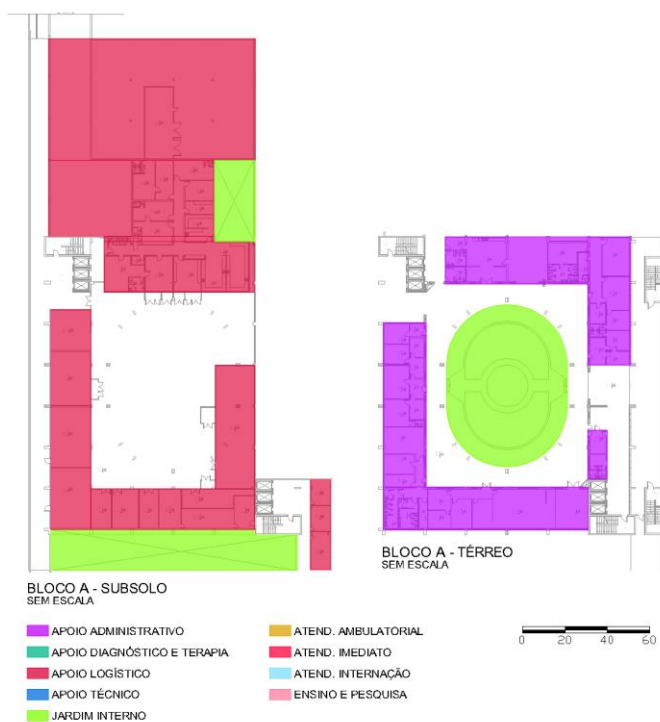 BLOCO A - SUBSOLO
SEM ESCALA
BLOCO A - TÉRREO
SEM ESCALA
APOIO ADMINISTRATIVO
APOIO DIAGNÓSTICO E TERAPIA
APOIO LOGÍSTICO
APOIO TÉCNICO
JARDIM INTERNO
ATEND. AMBULATORIAL
ATEND. IMEDIATO
ATEND. INTERNAÇÃO
ENSINO E PESQUISA
0 20 40 60